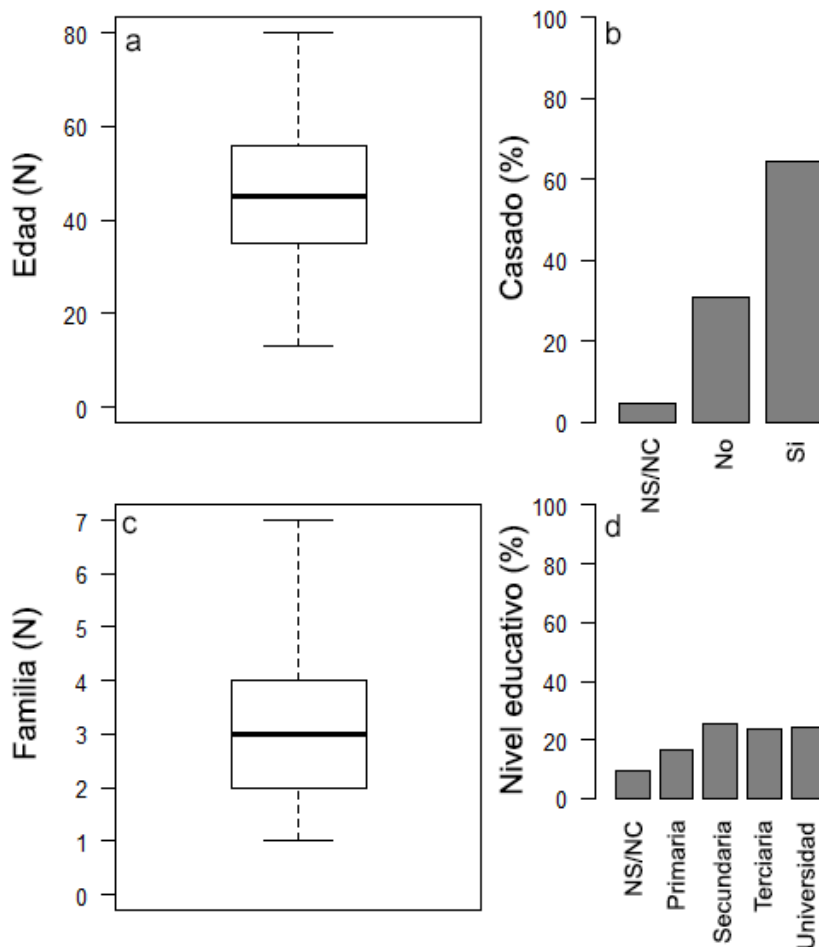 a
Edad (N)
80
60
40
20
0
b
Casado (%)
100
80
60
40
20
0
NS/NC
No
Si
c
Familia (N)
7
6
5
4
3
2
1
0
d
Nivel educativo (%)
100
80
60
40
20
0
NS/NC
Primaria
Secundaria
Terciaria
Universidad